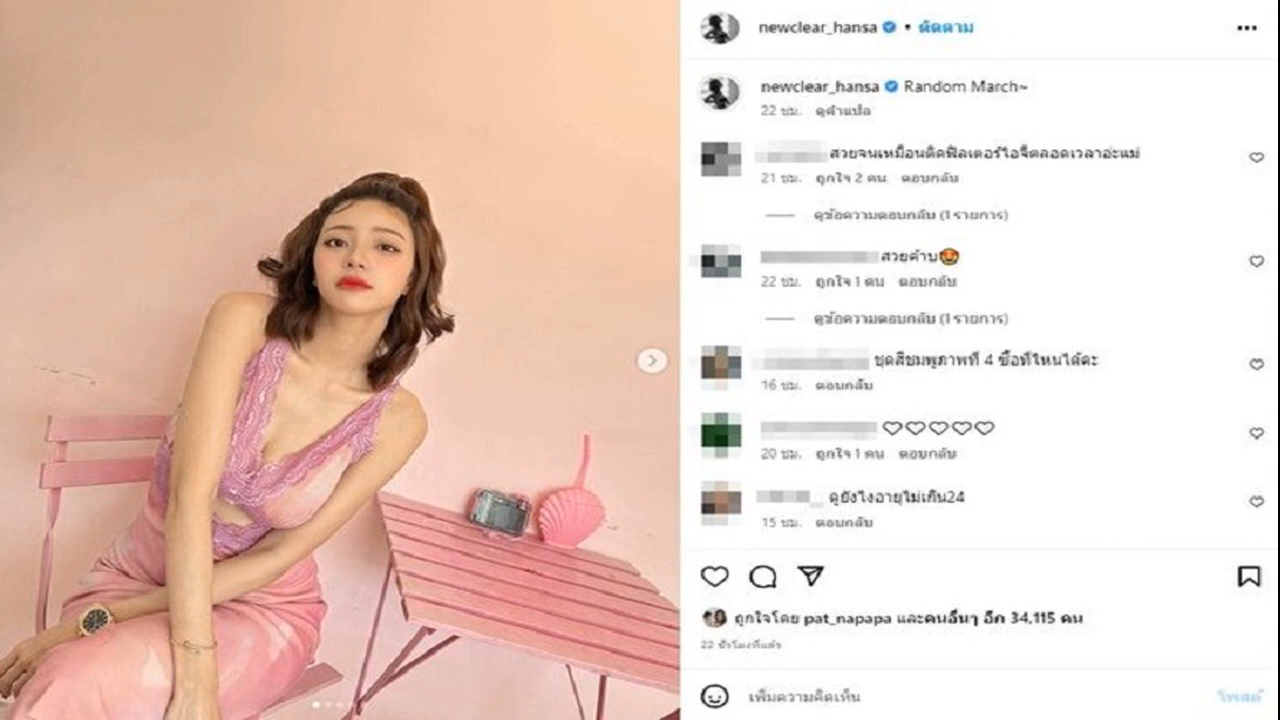 newclear_hansa • ติดตาม
newclear_hansa Random March~
22 ชม. ดูคำแปล
สวยจนเหมือนติดฟิลเตอร์ไอจีตลอดเวลาอ่ะแม่
21 ชม. ถูกใจ 2 คน ตอบกลับ
ดูข้อความตอบกลับ (1 รายการ)
สวยค้าบ
22 ชม. ถูกใจ 1 คน ตอบกลับ
ดูข้อความตอบกลับ (1 รายการ)
ชุดสีชมพูภาพที่ 4 ซื้อที่ไหนได้คะ
16 ชม. ตอบกลับ
20 ชม. ถูกใจ 1 คน ตอบกลับ
ดูยังไงอายุไม่เกิน24
15 ชม. ตอบกลับ
ถูกใจโดย pat_napapa และคนอื่นๆ อีก 34,115 คน
22 ชั่วโมงที่แล้ว
เพิ่มความคิดเห็น
โพสต์